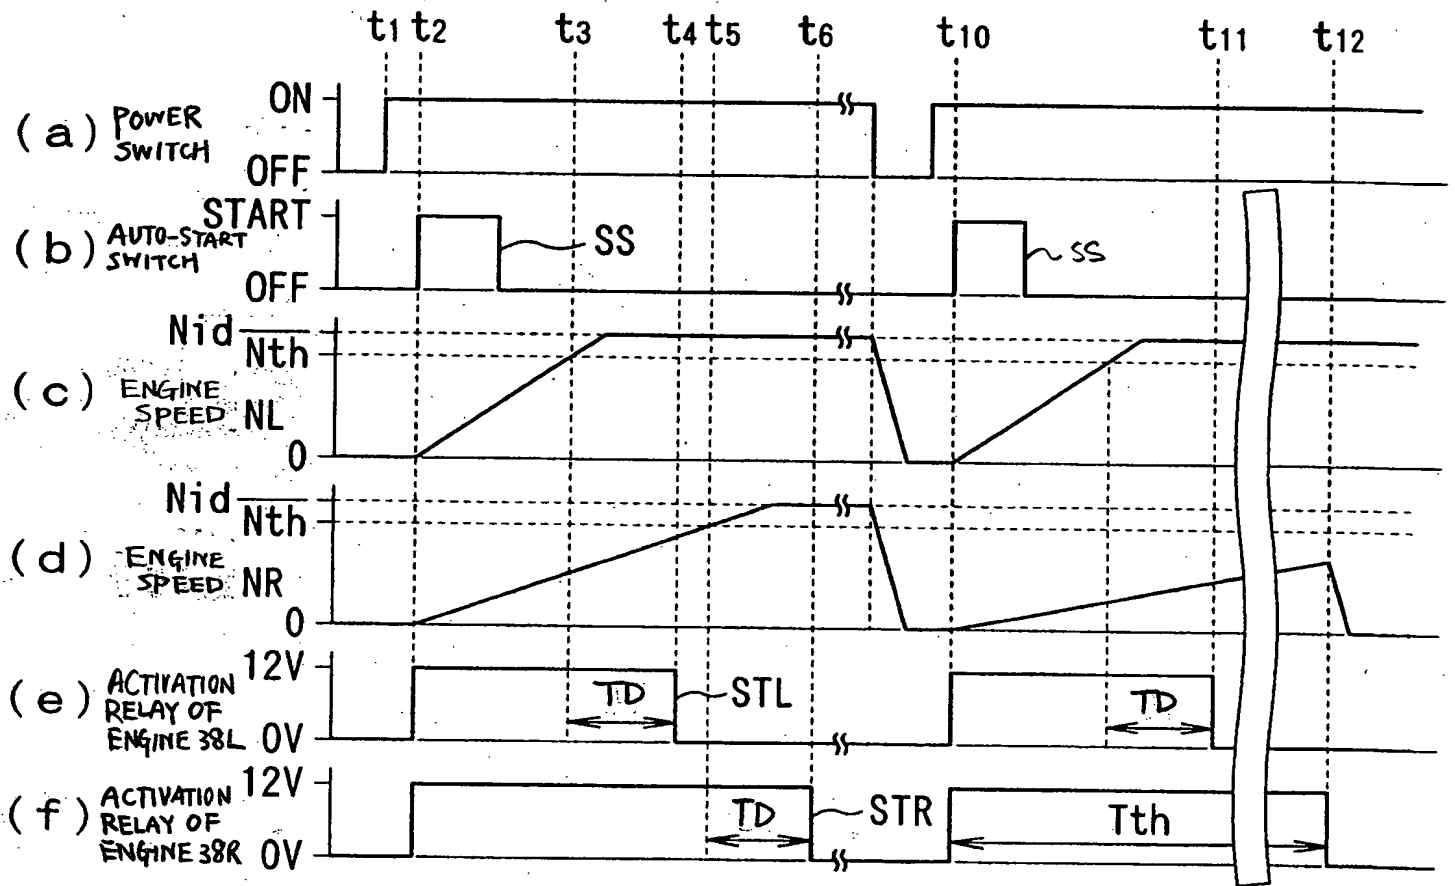 t1 t2 t3 t4 t5 t6 t10 t11 t12
(a) POWER SWITCH
ON
OFF
(b) AUTO-START SWITCH
START
OFF
SS
SS
(c) ENGINE SPEED NL
Nid
Nth
0
(d) ENGINE SPEED NR
Nid
Nth
0
(e) ACTIVATION RELAY OF ENGINE 38L
12V
0V
TD
STL
TD
(f) ACTIVATION RELAY OF ENGINE 38R
12V
0V
TD
STR
Tth